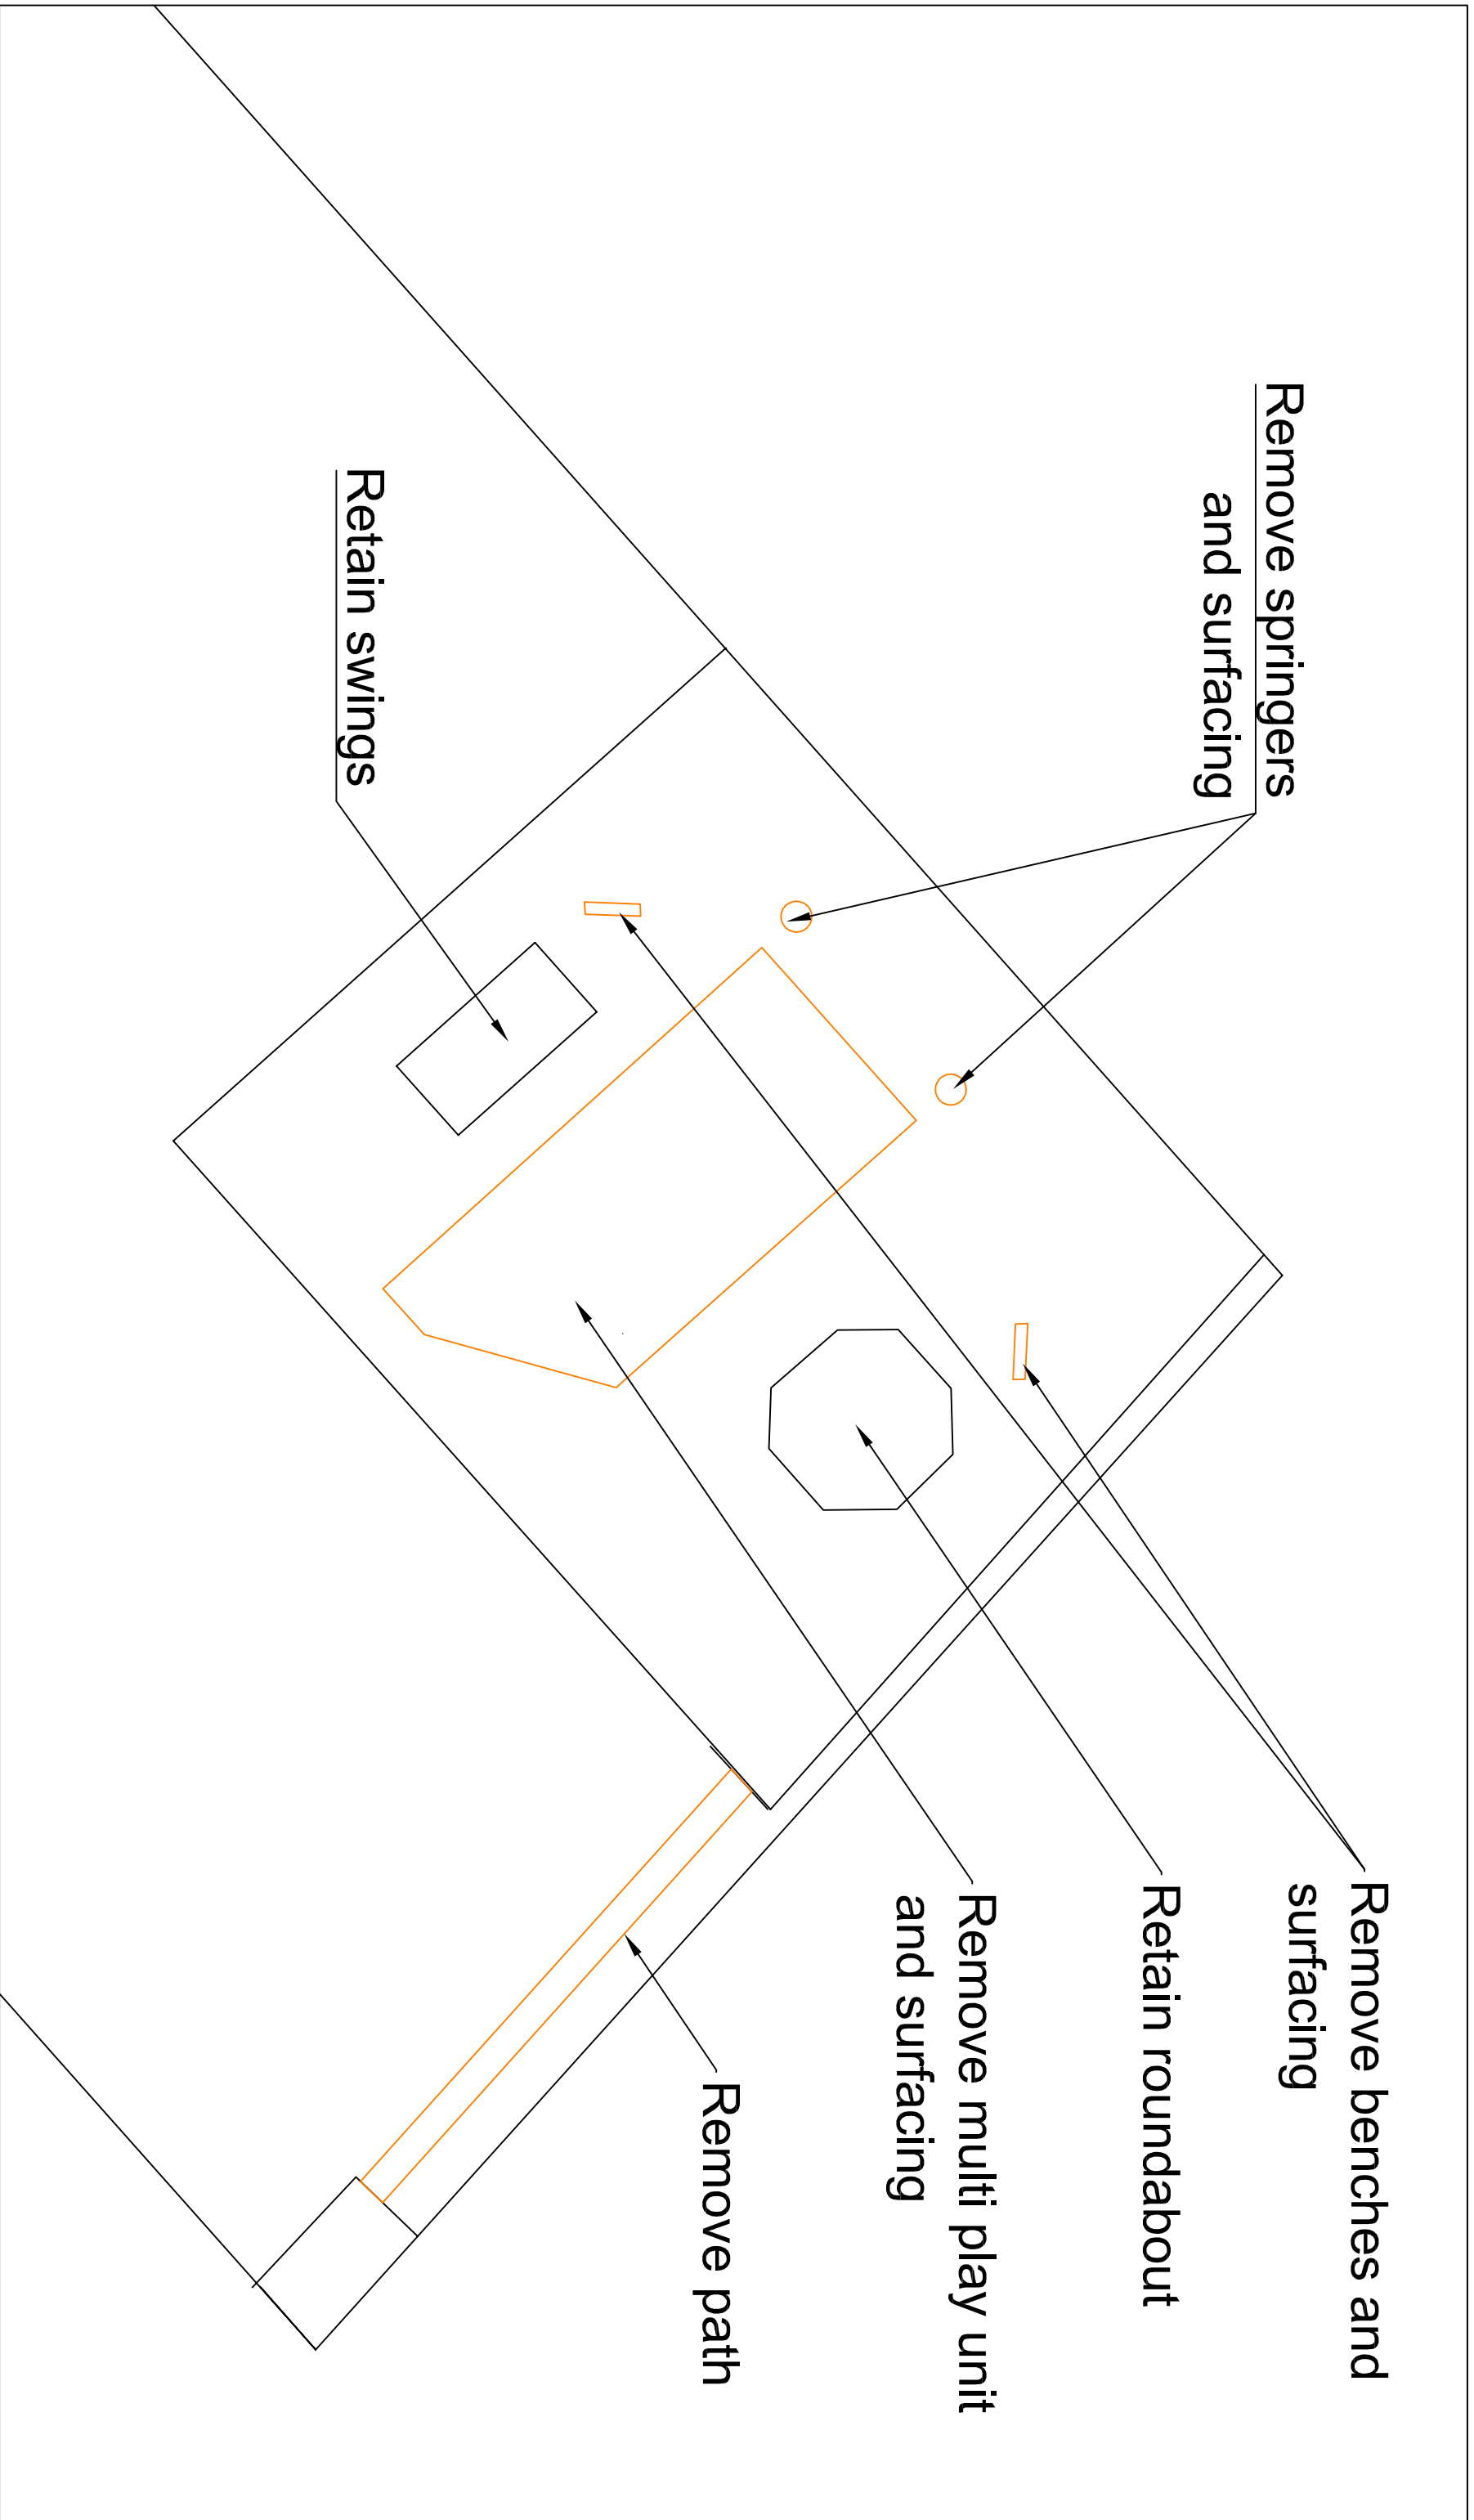 Remove springers
and surfacing
Retain swings
Remove benches and
surfacing
Retain roundabout
Remove multi play unit
and surfacing
Remove path